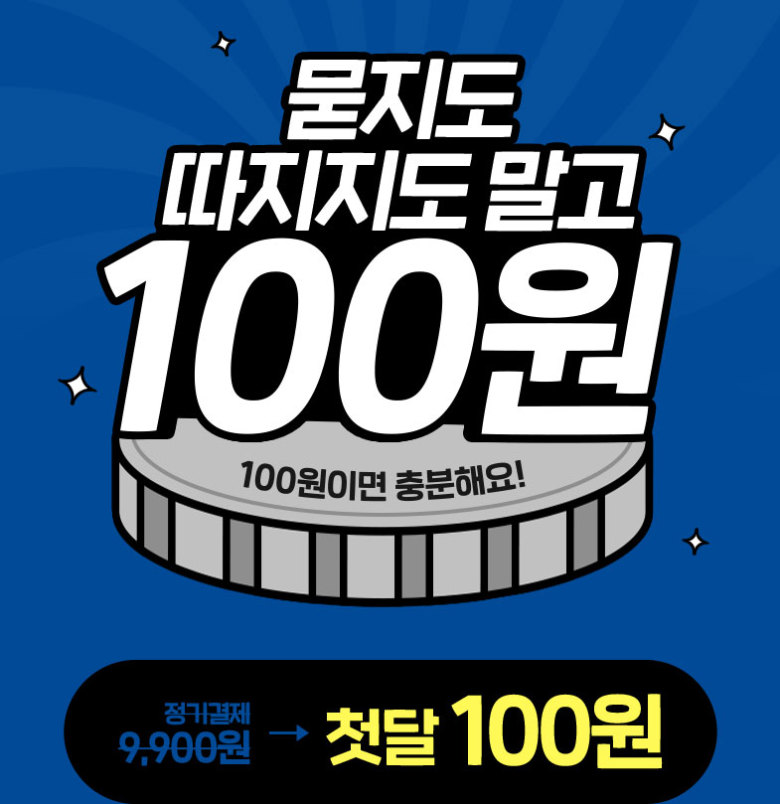 묻지도
따지지도 말고
100원
100원이면 충분해요!
정기결제
9,900원 → 첫달 100원